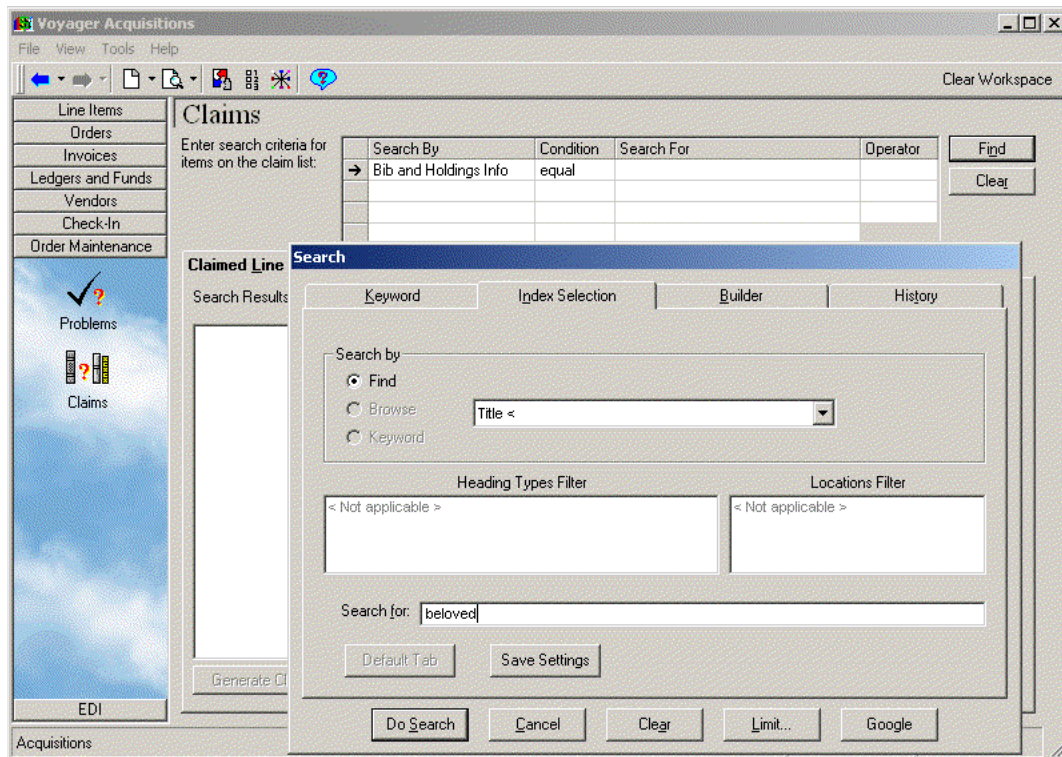 Voyager Acquisitions
File View Tools Help
Clear Workspace
Line Items
Orders
Invoices
Ledgers and Funds
Vendors
Check-In
Order Maintenance
Problems
Claims
EDI
Claims
Enter search criteria for
items on the claim list:
Search By Condition Search For Operator
Bib and Holdings Info equal
Find
Clear
Claimed Line
Search Results
Generate Cl
Search
Keyword Index Selection Builder History
Search by
Find
Browse
Keyword
Title <
Heading Types Filter Locations Filter
< Not applicable > < Not applicable >
Search for: beloved
Default Tab Save Settings
Do Search Cancel Clear Limit... Google
Acquisitions